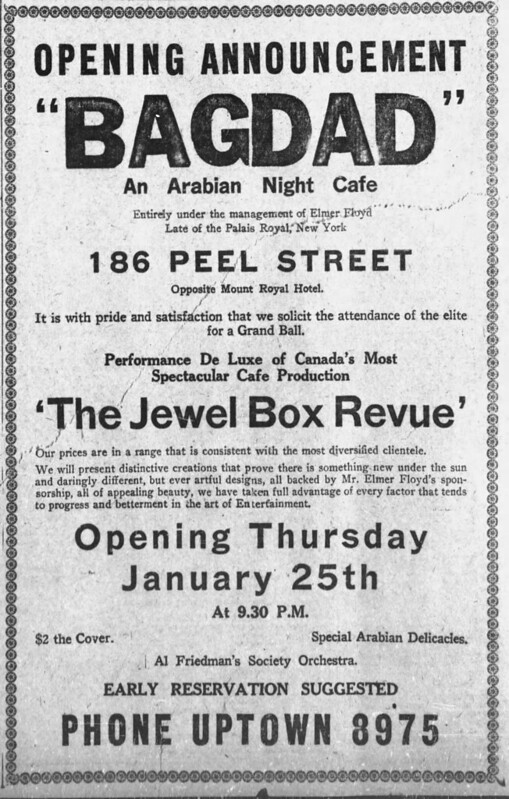 OPENING ANNOUNCEMENT
"BAGDAD"
An Arabian Night Cafe
Entirely under the management of Elmer Floyd
Late of the Palais Royal, New York
186 PEEL STREET
Opposite Mount Royal Hotel.
It is with pride and satisfaction that we solicit the attendance of the elite
for a Grand Ball.
Performance De Luxe of Canada's Most
Spectacular Cafe Production
'The Jewel Box Revue'
Our prices are in a range that is consistent with the most diversified clientele.
We will present distinctive creations that prove there is something new under the sun
and daringly different, but ever artful designs, all backed by Mr. Elmer Floyd's spon-
sorship, all of appealing beauty, we have taken full advantage of every factor that tends
to progress and betterment in the art of Entertainment.
Opening Thursday
January 25th
At 9.30 P.M.
$2 the Cover. Special Arabian Delicacies.
Al Friedman's Society Orchestra.
EARLY RESERVATION SUGGESTED
PHONE UPTOWN 8975